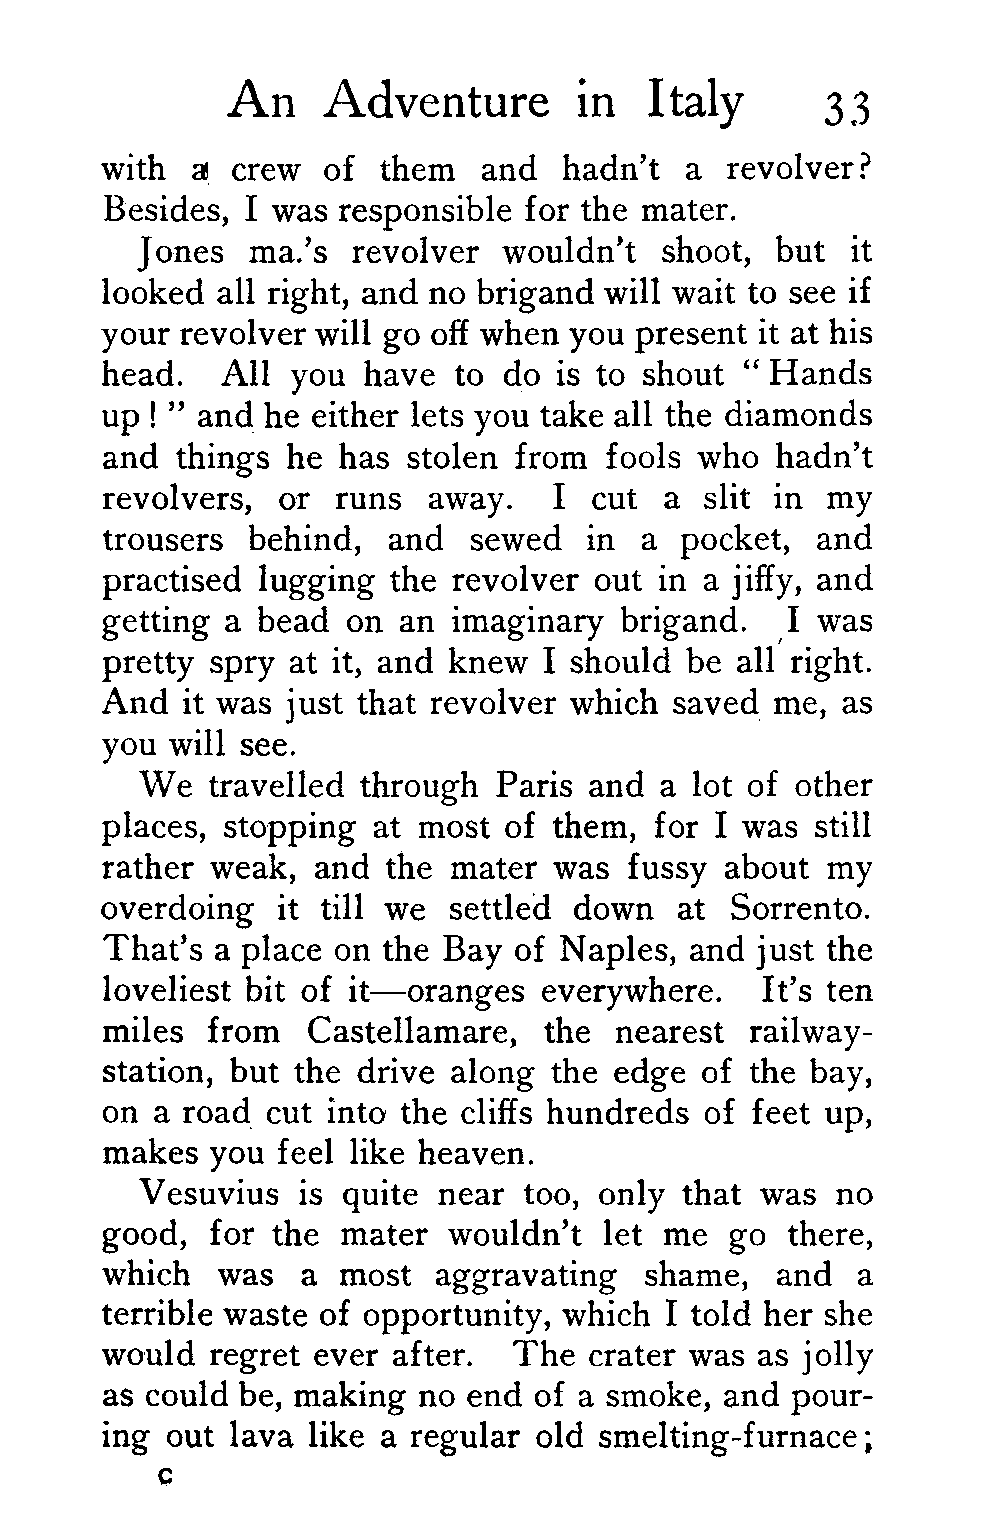 An Adventure in Italy 33
with a crew of them and hadn't a revolver?
Besides, I was responsible for the mater.
Jones ma.'s revolver wouldn't shoot, but it
looked all right, and no brigand will wait to see if
your revolver will go off when you present it at his
head. All you have to do is to shout "Hands
up!" and he either lets you take all the diamonds
and things he has stolen from fools who hadn't
revolvers, or runs away. I cut a slit in my
trousers behind, and sewed in a pocket, and
practised lugging the revolver out in a jiffy, and
getting a bead on an imaginary brigand. I was
pretty spry at it, and knew I should be all right.
And it was just that revolver which saved me, as
you will see.
We travelled through Paris and a lot of other
places, stopping at most of them, for I was still
rather weak, and the mater was fussy about my
overdoing it till we settled down at Sorrento.
That's a place on the Bay of Naples, and just the
loveliest bit of it—oranges everywhere. It's ten
miles from Castellamare, the nearest railway-
station, but the drive along the edge of the bay,
on a road cut into the cliffs hundreds of feet up,
makes you feel like heaven.
Vesuvius is quite near too, only that was no
good, for the mater wouldn't let me go there,
which was a most aggravating shame, and a
terrible waste of opportunity, which I told her she
would regret ever after. The crater was as jolly
as could be, making no end of a smoke, and pour-
ing out lava like a regular old smelting-furnace;
C